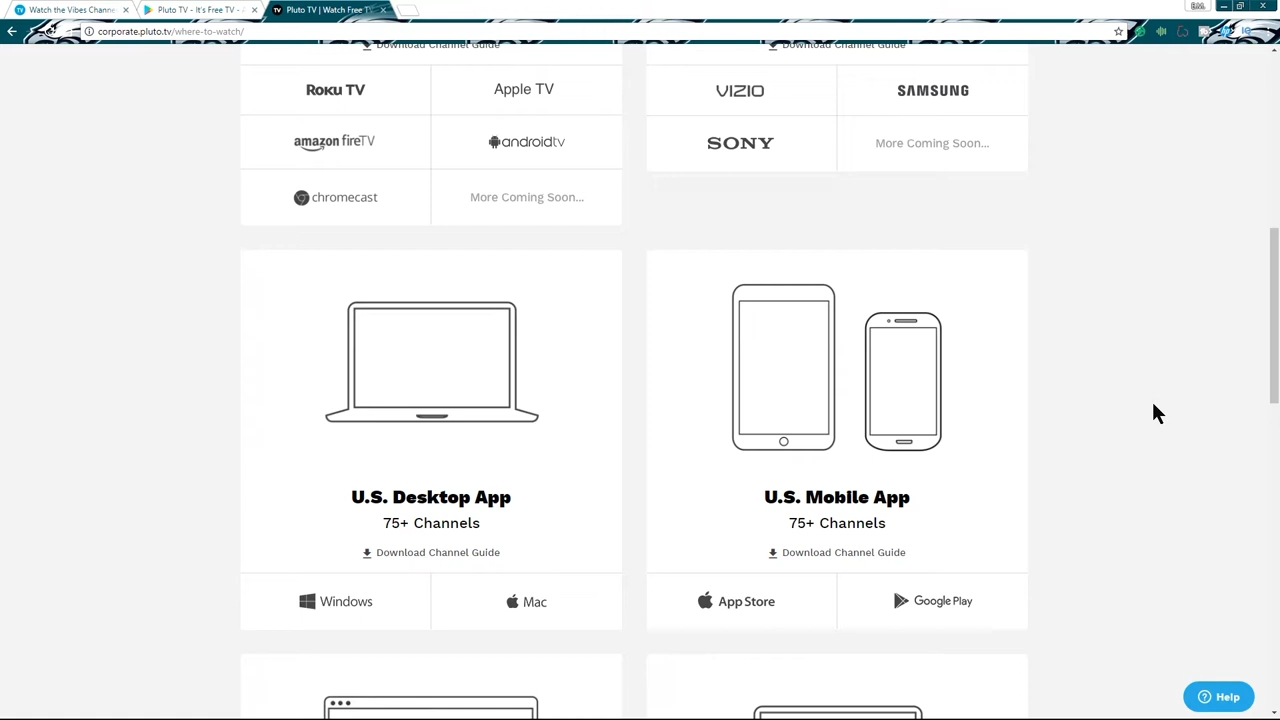 Watch the Vibes Channe
Pluto TV - It's Free TV - A
Pluto TV | Watch Free T
corporate.pluto.tv/where-to-watch/
Download Channel Guide
Download Channel Guide
ROKU TV
Apple TV
VIZIO
SAMSUNG
amazon fireTV
androidtv
SONY
More Coming Soon...
chromecast
More Coming Soon...
U.S. Desktop App
75+ Channels
Download Channel Guide
Windows
Mac
U.S. Mobile App
75+ Channels
Download Channel Guide
App Store
Google Play
Help